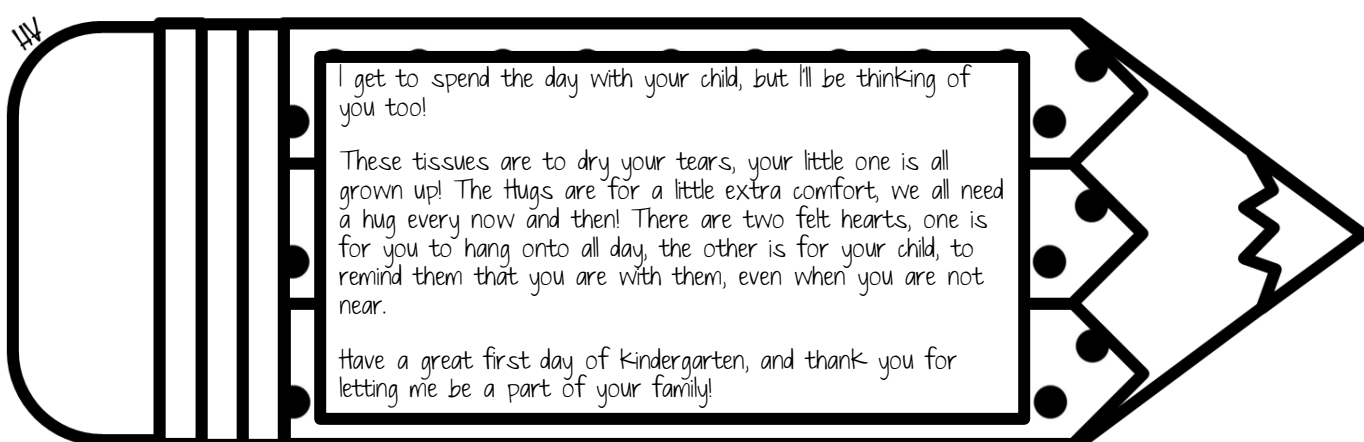 HV
I get to spend the day with your child, but I'll be thinking of
you too!
These tissues are to dry your tears, your little one is all
grown up! The Hugs are for a little extra comfort, we all need
a hug every now and then! There are two felt hearts, one is
for you to hang onto all day, the other is for your child, to
remind them that you are with them, even when you are not
near.
Have a great first day of Kindergarten, and thank you for
letting me be a part of your family!